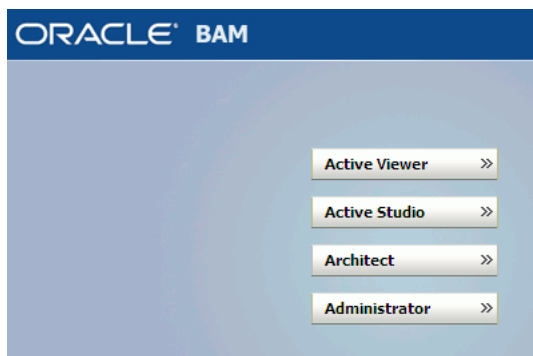 ORACLE BAM
Active Viewer »
Active Studio »
Architect »
Administrator »